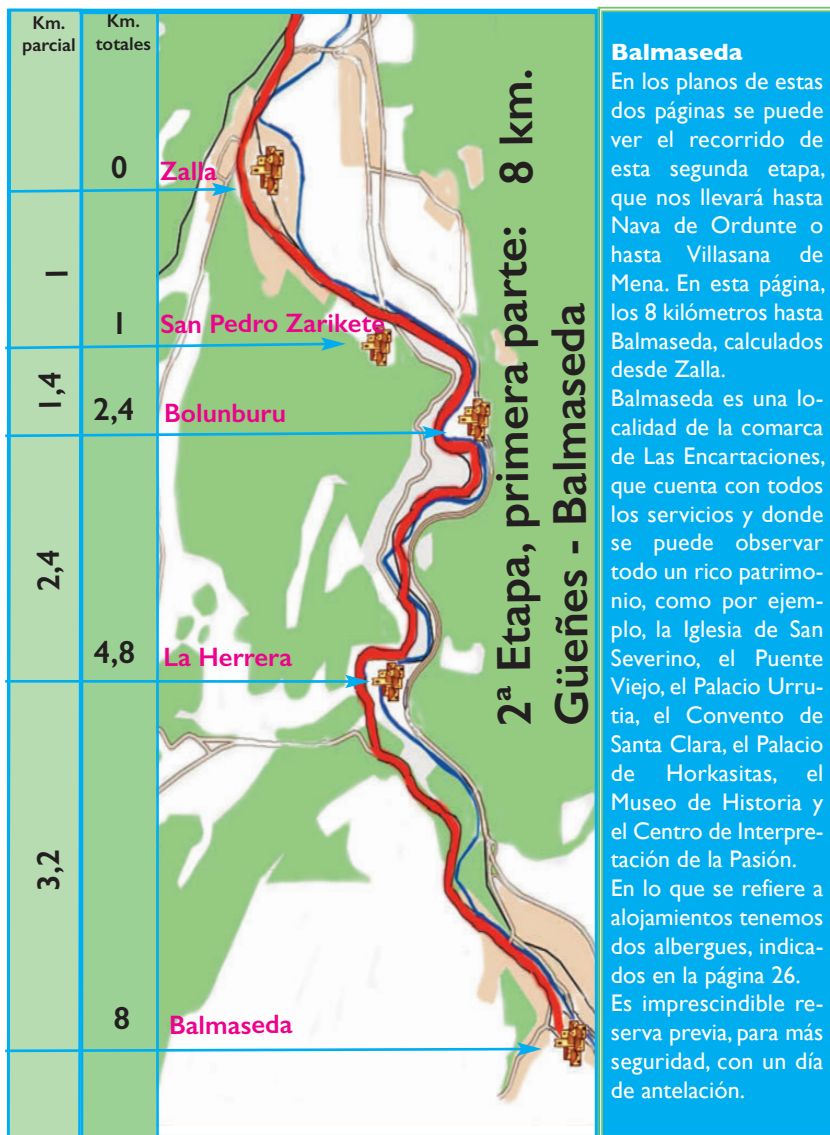 Km.
parcial
Km.
totales
0
Zalla
1
1
San Pedro Zarikete
1,4
2,4
Bolunburu
2,4
4,8
La Herrera
3,2
8
Balmaseda
2ª Etapa, primera parte: 8 km.
Güeñes - Balmaseda
Balmaseda
En los planos de estas
dos páginas se puede
ver el recorrido de
esta segunda etapa,
que nos llevará hasta
Nava de Ordunte o
hasta Villasana de
Mena. En esta página,
los 8 kilómetros hasta
Balmaseda, calculados
desde Zalla.
Balmaseda es una lo-
calidad de la comarca
de Las Encartaciones,
que cuenta con todos
los servicios y donde
se puede observar
todo un rico patrimo-
nio, como por ejem-
plo, la Iglesia de San
Severino, el Puente
Viejo, el Palacio Urru-
tia, el Convento de
Santa Clara, el Palacio
de Horkasitas, el
Museo de Historia y
el Centro de Interpre-
tación de la Pasión.
En lo que se refiere a
alojamientos tenemos
dos albergues, indica-
dos en la página 26.
Es imprescindible re-
serva previa, para más
seguridad, con un día
de antelación.